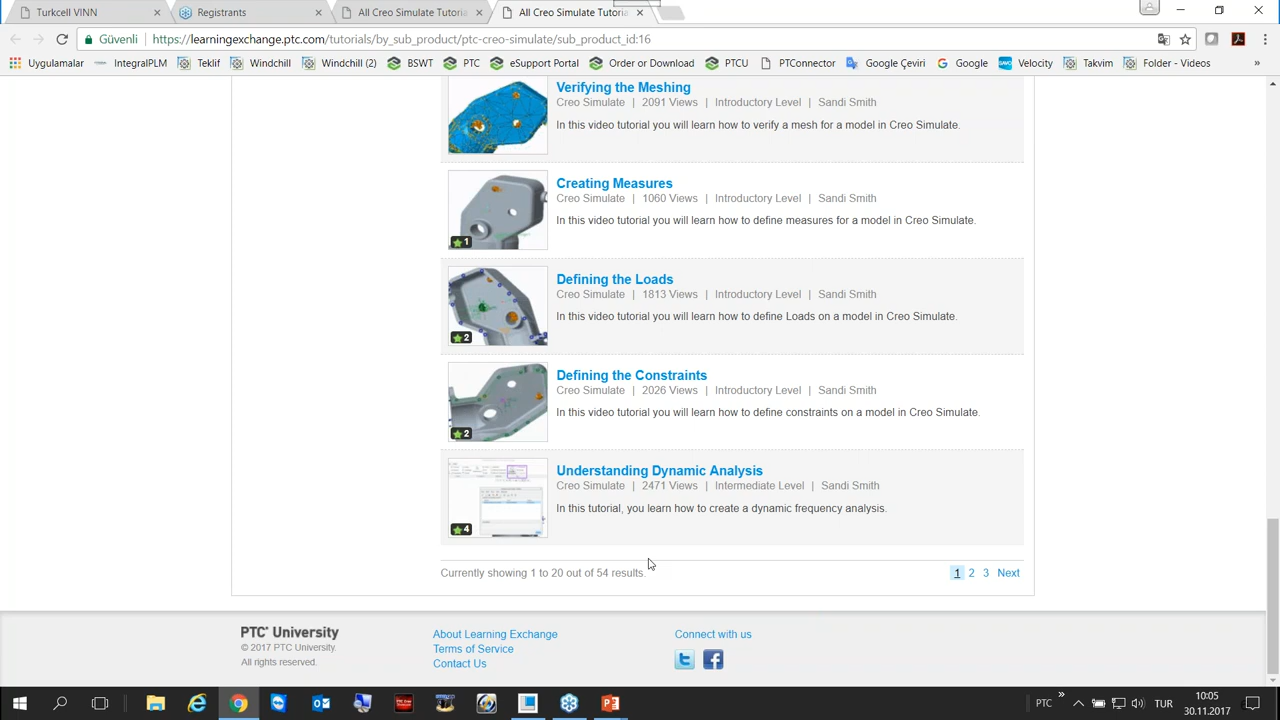 Turkcell VINN
Registrants
All Creo Simulate Tutoria
All Creo Simulate Tutoria
Güvenli
https://learningexchange.ptc.com/tutorials/by_sub_product/ptc-creo-simulate/sub_product_id:16
Uygulamalar
IntegralPLM
Teklif
Windchill
Windchill (2)
BSWT
PTC
eSupport Portal
Order or Download
PTCU
PTConnector
Google Çeviri
Google
Velocity
Takvim
Folder - Videos
»
Verifying the Meshing
Creo Simulate | 2091 Views | Introductory Level | Sandi Smith
In this video tutorial you will learn how to verify a mesh for a model in Creo Simulate.
Creating Measures
Creo Simulate | 1060 Views | Introductory Level | Sandi Smith
In this video tutorial you will learn how to define measures for a model in Creo Simulate.
1
Defining the Loads
Creo Simulate | 1813 Views | Introductory Level | Sandi Smith
In this video tutorial you will learn how to define Loads on a model in Creo Simulate.
2
Defining the Constraints
Creo Simulate | 2026 Views | Introductory Level | Sandi Smith
In this video tutorial you will learn how to define constraints on a model in Creo Simulate.
2
Understanding Dynamic Analysis
Creo Simulate | 2471 Views | Intermediate Level | Sandi Smith
In this tutorial, you learn how to create a dynamic frequency analysis.
4
Currently showing 1 to 20 out of 54 results.
1 2 3 Next
PTC University
© 2017 PTC University.
All rights reserved.
About Learning Exchange
Terms of Service
Contact Us
Connect with us
PTC
»
TUR
10:05
30.11.2017